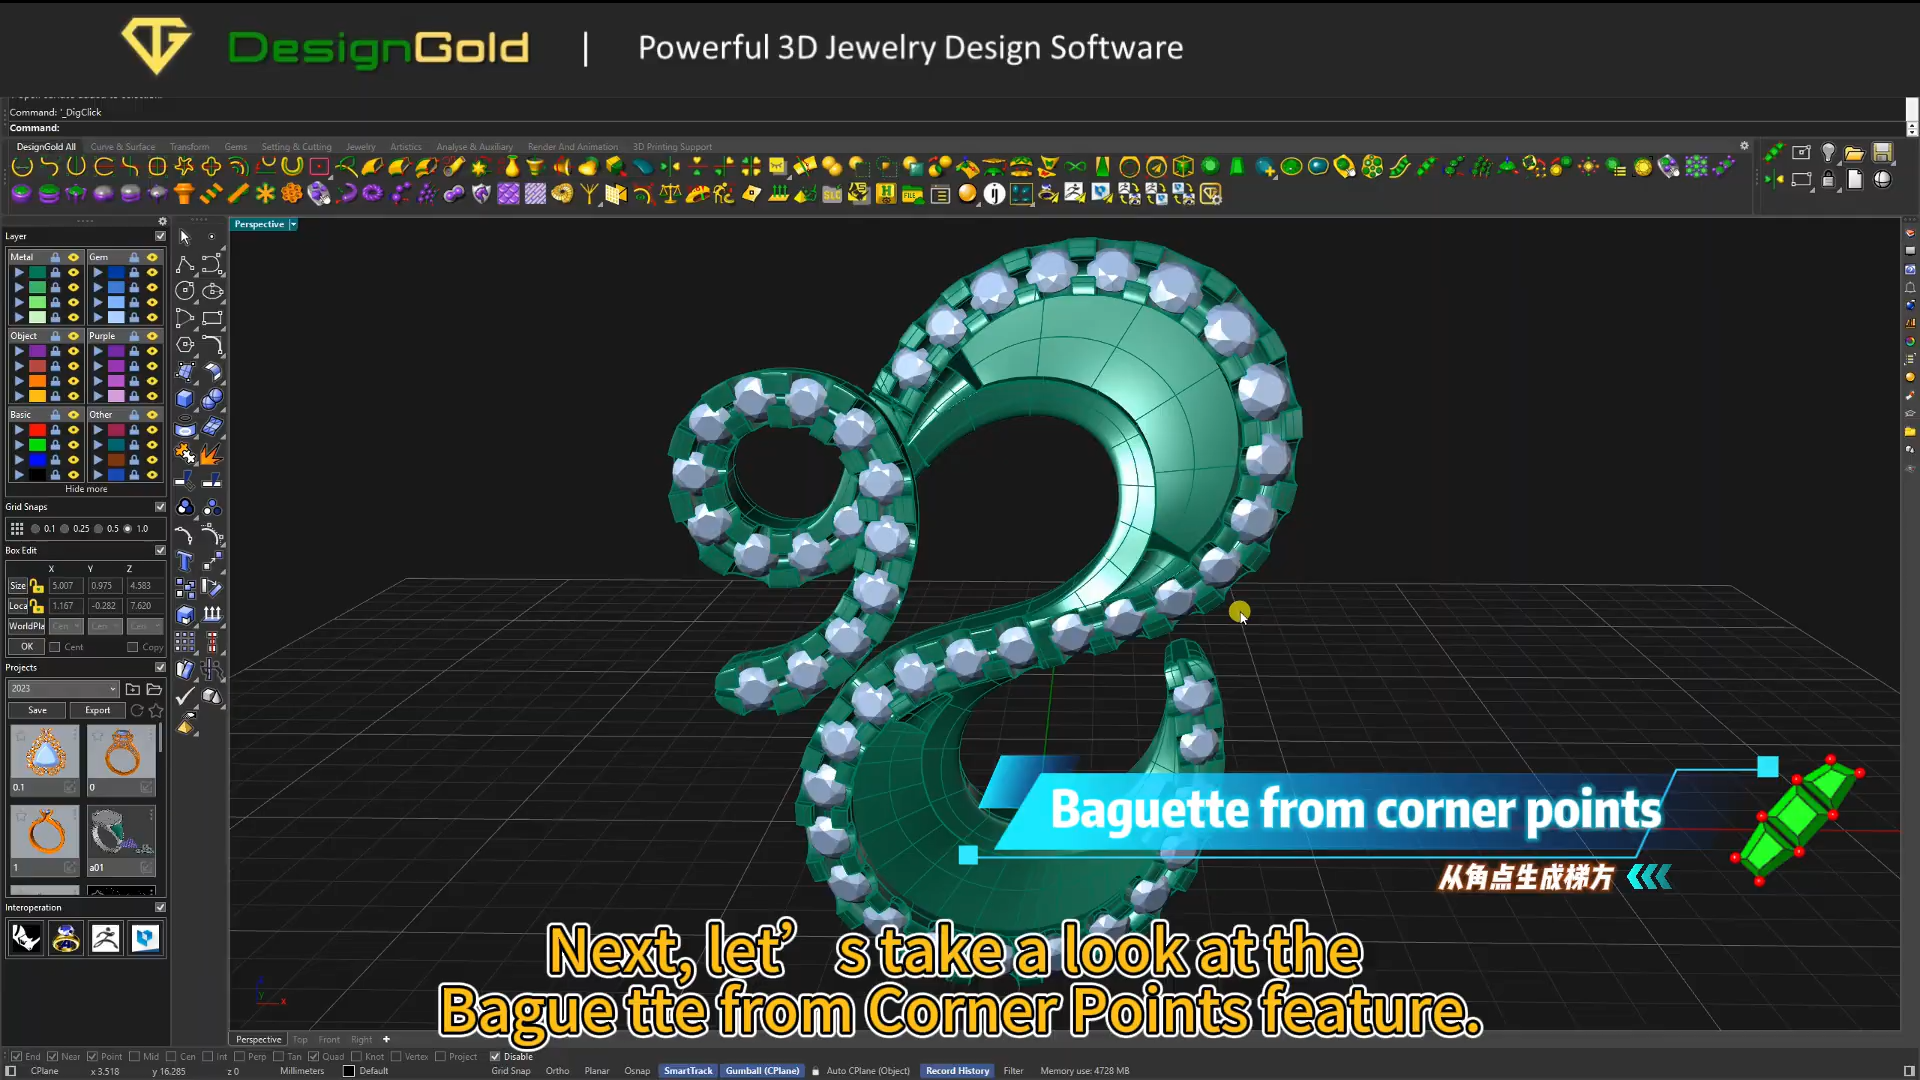 DesignGold | Powerful 3D Jewelry Design Software
Command: '_DigClick
Command:
DesignGold All Curve & Surface Transform Gems Setting & Cutting Jewelry Artistics Analyse & Auxiliary Render And Animation 3D Printing Support
Perspective
Layer
Metal Gem
Object Purple
Basic Other
Hide more
Grid Snaps
0.1 0.25 0.5 1.0
Box Edit
X Y Z
Size 5.007 0.975 4.583
Loca 1.167 -0.282 7.620
WorldPla Cen Cen Cen
OK Cent Copy
Projects
2023
Save Export
0.1 0
1 a01
Interoperation
Baguette from corner points
从角点生成梯方
Next, let’s take a look at the
Bague tte from Corner Points feature.
Perspective Top Front Right
End Near Point Mid Cen Int Perp Tan Quad Knot Vertex Project Disable
CPlane x 3.518 y 16.285 z 0 Millimeters Default Grid Snap Ortho Planar Osnap SmartTrack Gumball (CPlane) Auto CPlane (Object) Record History Filter Memory use: 4728 MB